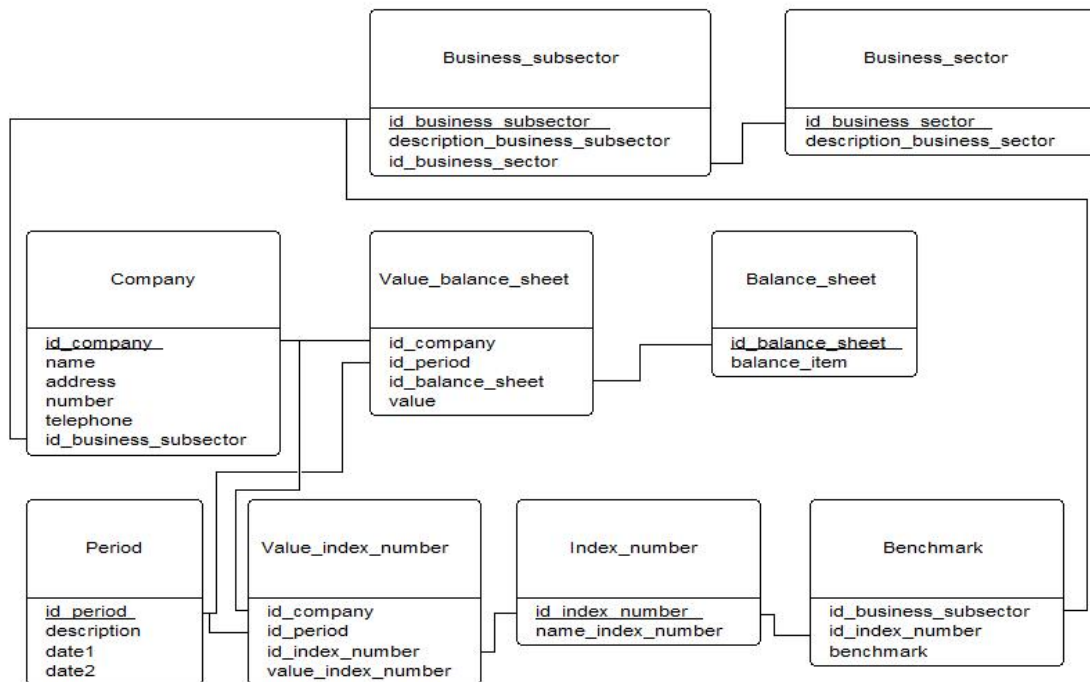 Business_subsector
id_business_subsector
description_business_subsector
id_business_sector
Business_sector
id_business_sector
description_business_sector
Company
id_company
name
address
number
telephone
id_business_subsector
Value_balance_sheet
id_company
id_period
id_balance_sheet
value
Balance_sheet
id_balance_sheet
balance_item
Period
id_period
description
date1
date2
Value_index_number
id_company
id_period
id_index_number
value_index_number
Index_number
id_index_number
name_index_number
Benchmark
id_business_subsector
id_index_number
benchmark